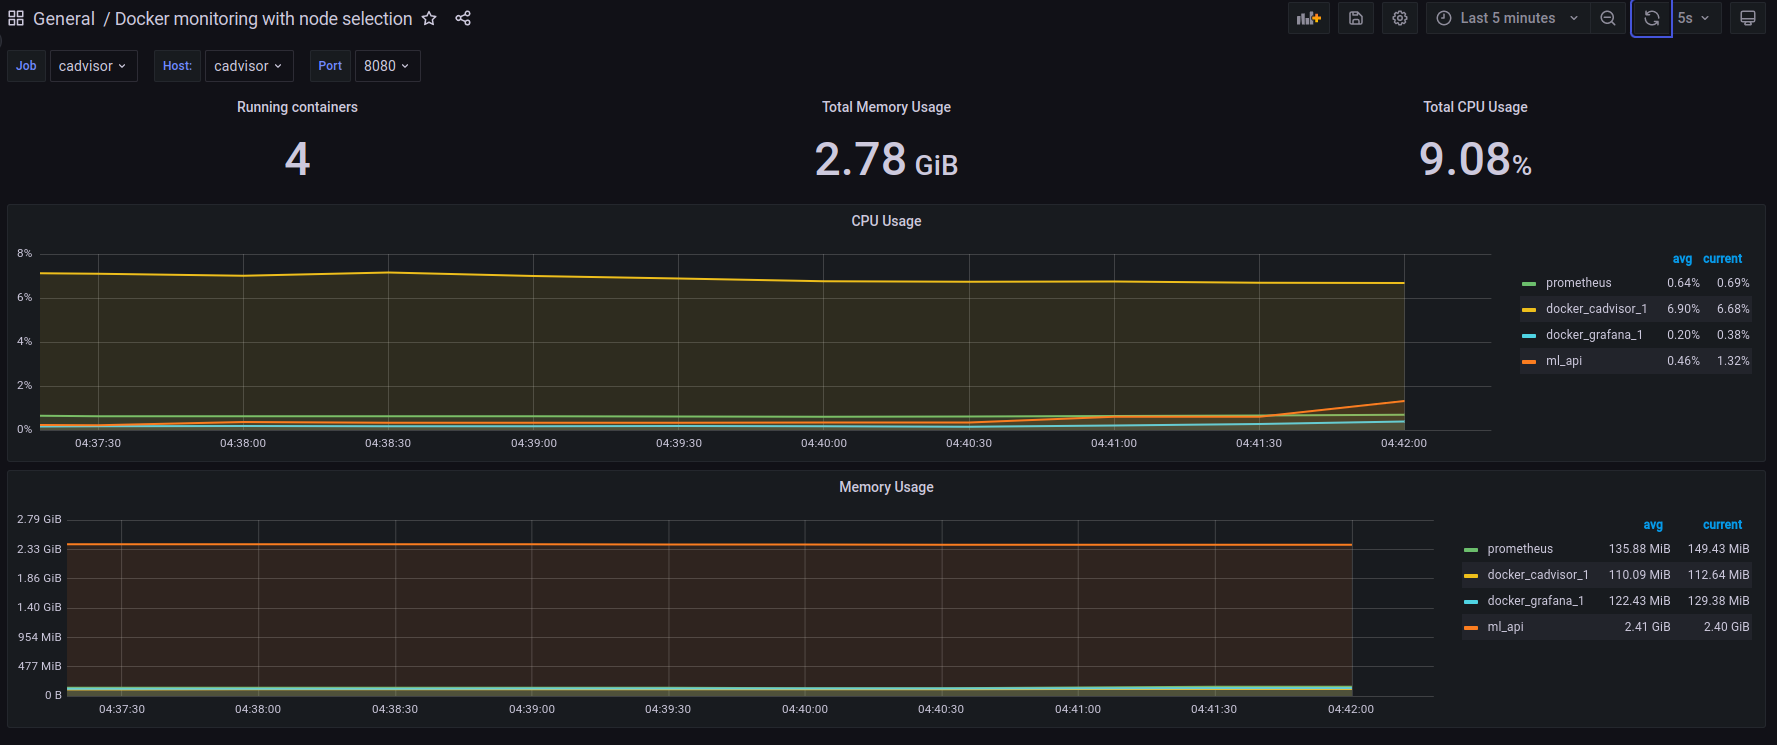 General / Docker monitoring with node selection
Last 5 minutes 5s
Job cadvisor Host: cadvisor Port 8080
Running containers
4
Total Memory Usage
2.78 GiB
Total CPU Usage
9.08%
CPU Usage
8%
6%
4%
2%
0%
04:37:30 04:38:00 04:38:30 04:39:00 04:39:30 04:40:00 04:40:30 04:41:00 04:41:30 04:42:00
avg current
prometheus 0.64% 0.69%
docker_cadvisor_1 6.90% 6.68%
docker_grafana_1 0.20% 0.38%
ml_api 0.46% 1.32%
Memory Usage
2.79 GiB
2.33 GiB
1.86 GiB
1.40 GiB
954 MiB
477 MiB
0 B
04:37:30 04:38:00 04:38:30 04:39:00 04:39:30 04:40:00 04:40:30 04:41:00 04:41:30 04:42:00
avg current
prometheus 135.88 MiB 149.43 MiB
docker_cadvisor_1 110.09 MiB 112.64 MiB
docker_grafana_1 122.43 MiB 129.38 MiB
ml_api 2.41 GiB 2.40 GiB